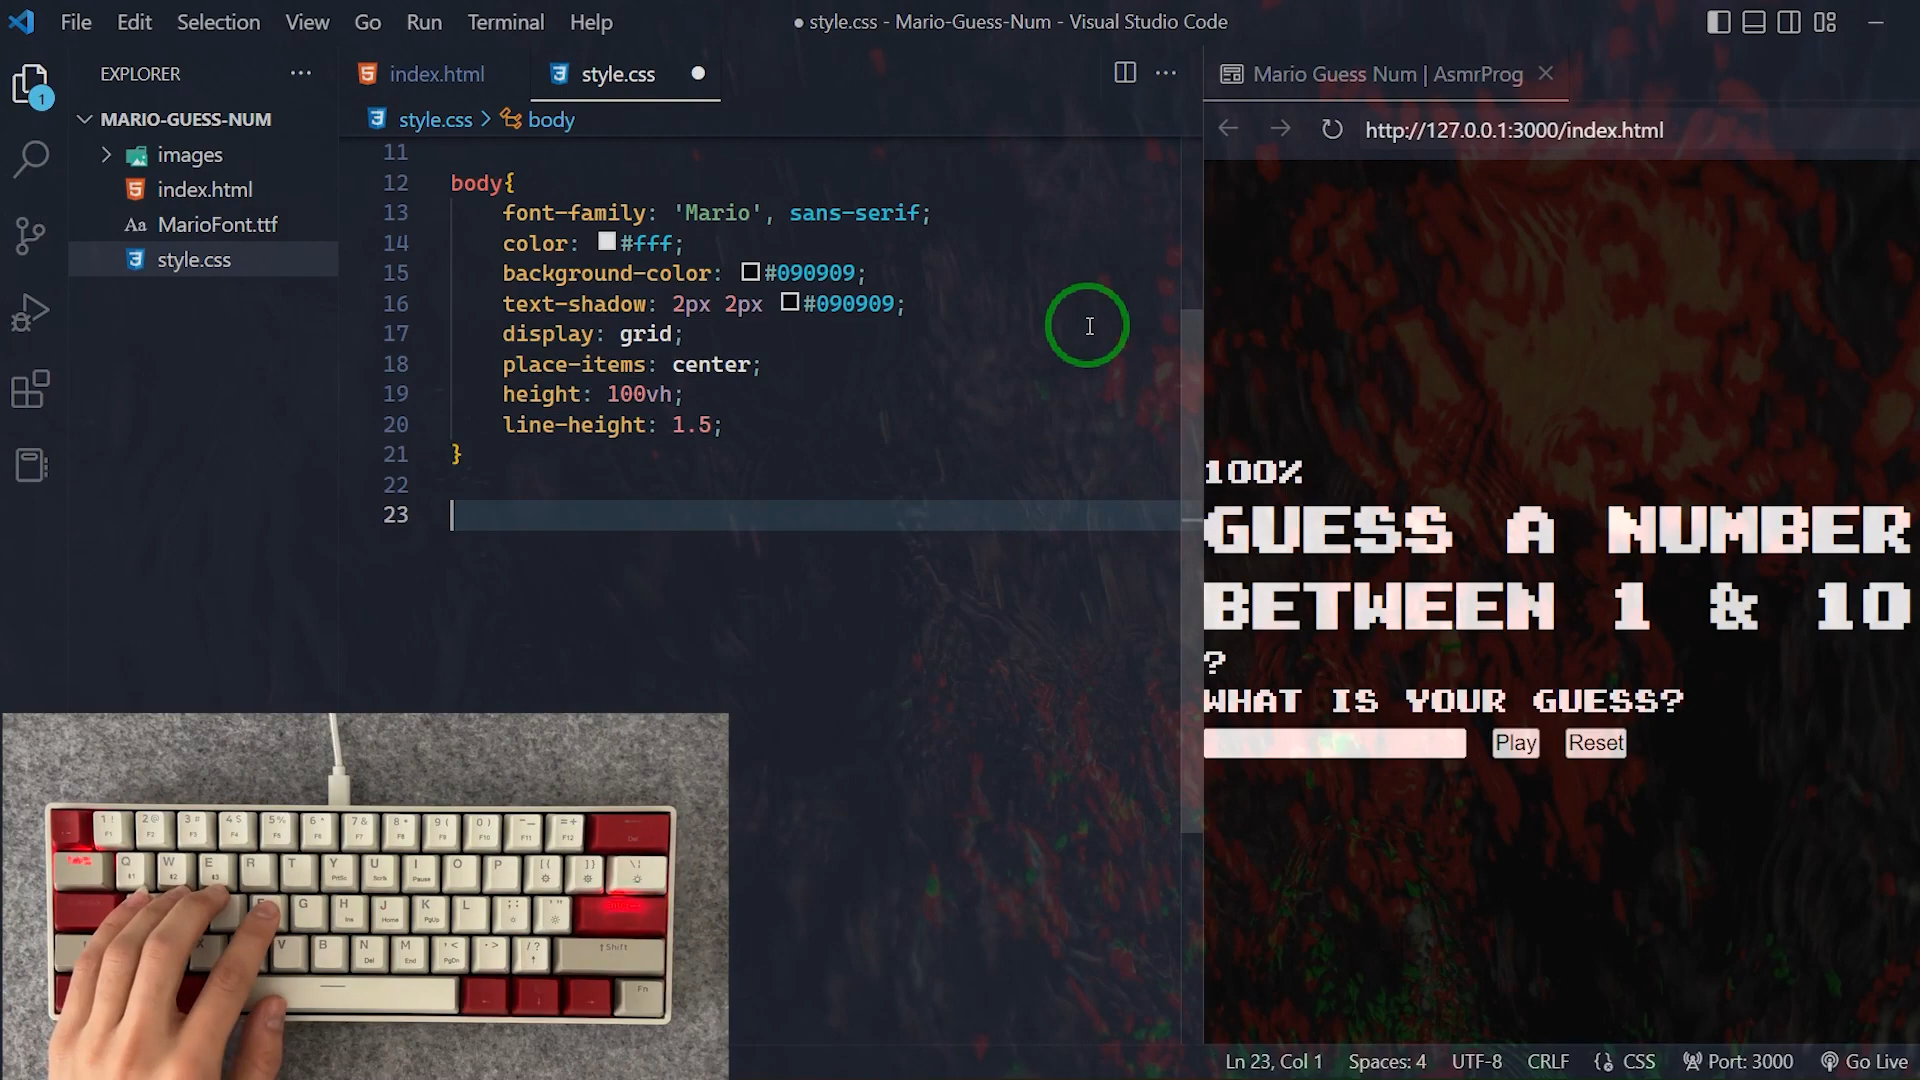 File Edit Selection View Go Run Terminal Help
● style.css - Mario-Guess-Num - Visual Studio Code
EXPLORER
MARIO-GUESS-NUM
images
index.html
MarioFont.ttf
style.css
1
index.html
style.css
style.css > body
11
12 body{
13 font-family: 'Mario', sans-serif;
14 color: #fff;
15 background-color: #090909;
16 text-shadow: 2px 2px #090909;
17 display: grid;
18 place-items: center;
19 height: 100vh;
20 line-height: 1.5;
21 }
22
23
Mario Guess Num | AsmrProg
http://127.0.0.1:3000/index.html
100%
GUESS A NUMBER
BETWEEN 1 & 10
?
WHAT IS YOUR GUESS?
Play Reset
Q W E R T Y U I O P
G H J K L
V B N M
Shift
Fn
Ln 23, Col 1 Spaces: 4 UTF-8 CRLF CSS Port: 3000 Go Live